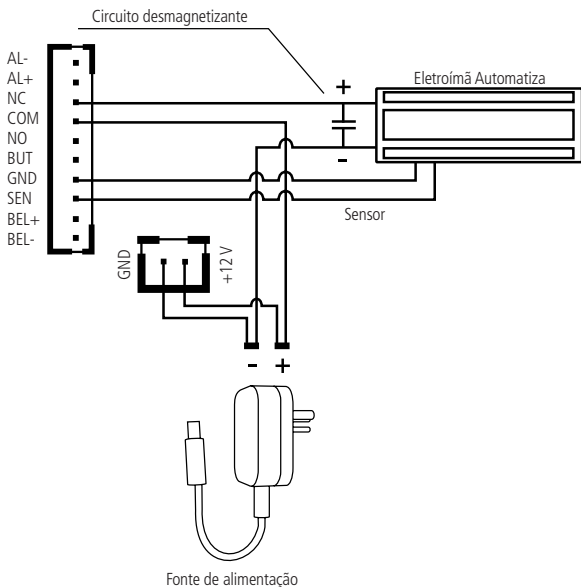 Circuito desmagnetizante
AL-
AL+
NC
COM
NO
BUT
GND
SEN
BEL+
BEL-
+
-
Eletroímã Automatiza
Sensor
GND
+12 V
- +
Fonte de alimentação